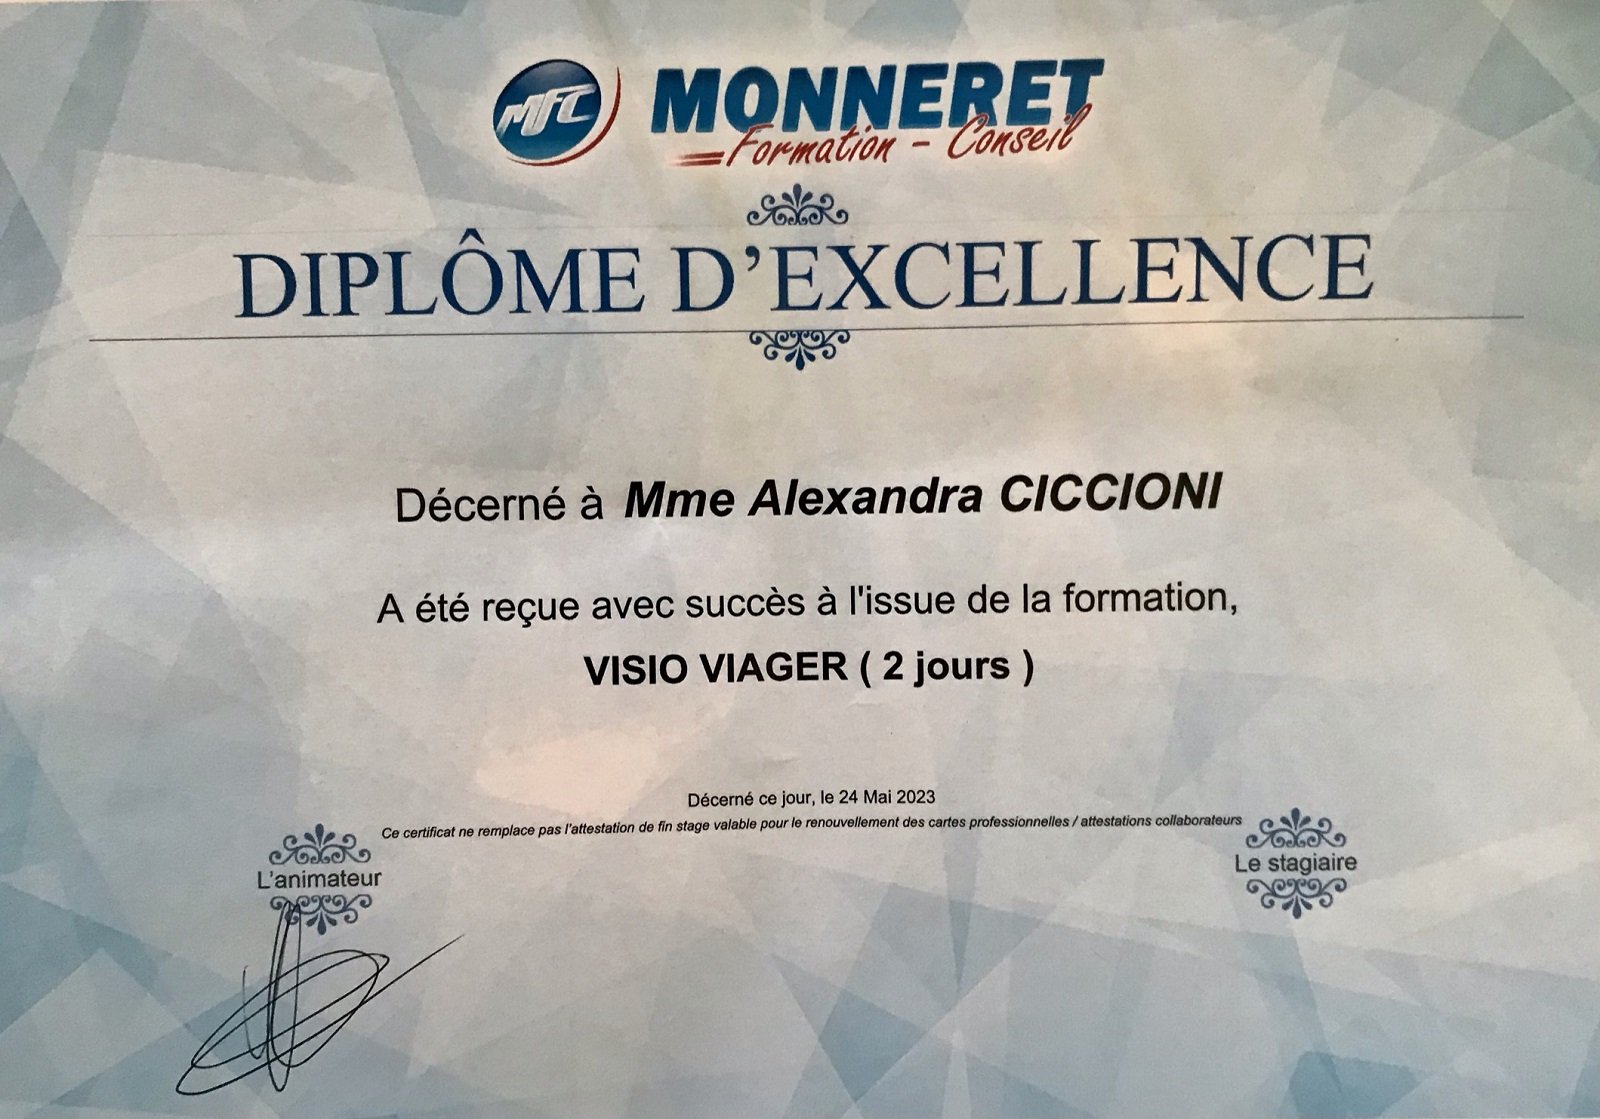 MFC
MONNERET
Formation - Conseil
DIPLÔME D'EXCELLENCE
Décerné à Mme Alexandra CICCIONI
A été reçue avec succès à l'issue de la formation,
VISIO VIAGER ( 2 jours )
Décerné ce jour, le 24 Mai 2023
Ce certificat ne remplace pas l'attestation de fin stage valable pour le renouvellement des cartes professionnelles / attestations collaborateurs
L'animateur
Le stagiaire